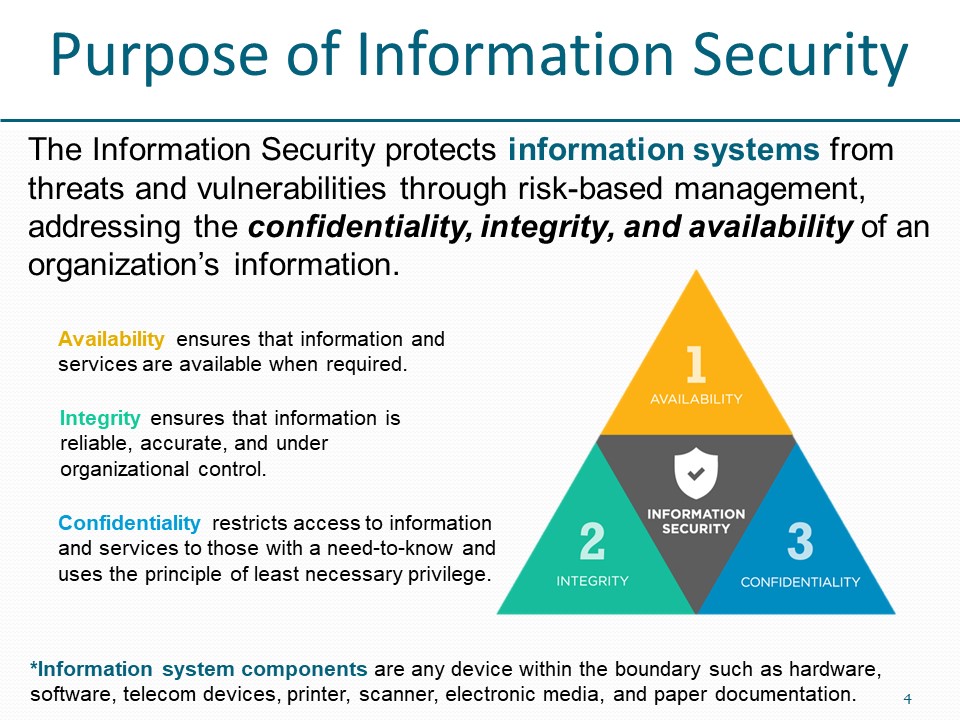 Purpose of Information Security
The Information Security protects information systems from
threats and vulnerabilities through risk-based management,
addressing the confidentiality, integrity, and availability of an
organization’s information.
Availability ensures that information and
services are available when required.
Integrity ensures that information is
reliable, accurate, and under
organizational control.
Confidentiality restricts access to information
and services to those with a need-to-know and
uses the principle of least necessary privilege.
1
AVAILABILITY
INFORMATION
SECURITY
2
INTEGRITY
3
CONFIDENTIALITY
*Information system components are any device within the boundary such as hardware,
software, telecom devices, printer, scanner, electronic media, and paper documentation.
4